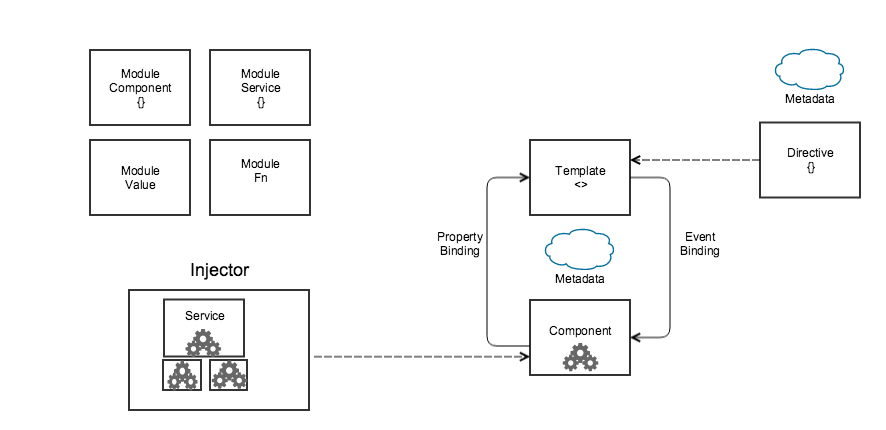 Module
Component
{}
Module
Service
{}
Module
Value
Module
Fn
Metadata
Directive
{}
Template
<>
Property
Binding
Event
Binding
Metadata
Injector
Service
Component